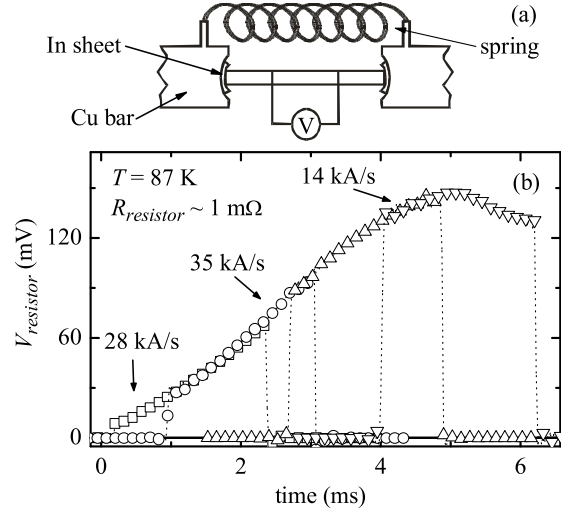 (a)
In sheet
spring
Cu bar
V
(b)
T = 87 K
R_resistor ~ 1 mΩ
14 kA/s
35 kA/s
28 kA/s
V_resistor (mV)
120
60
0
0 2 4 6
time (ms)